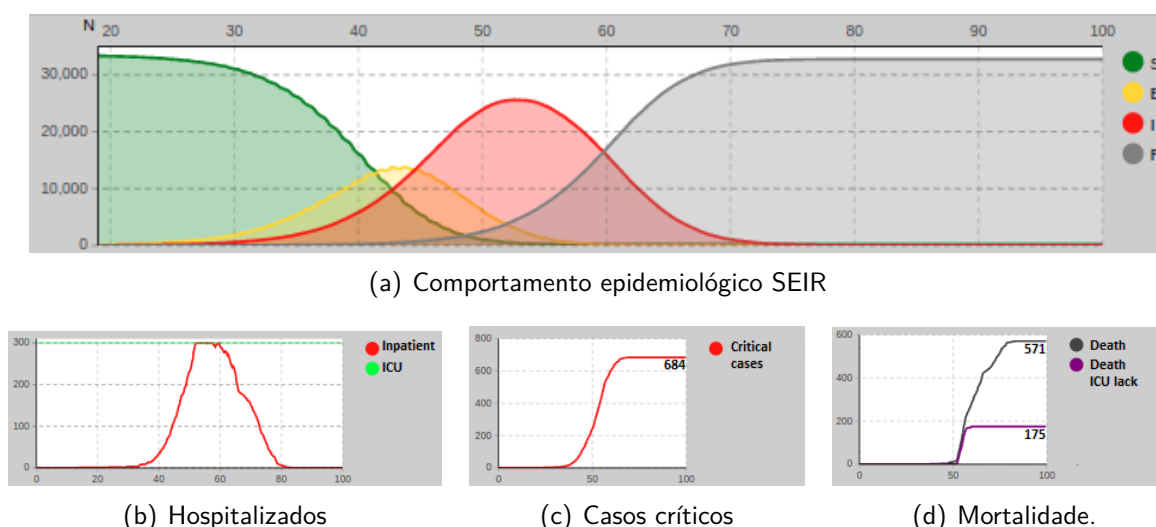 N 20 30 40 50 60 70 80 90 100
30,000
20,000
10,000
0
S
E
I
(a) Comportamento epidemiológico SEIR
300
200
100
0
0 20 40 60 80 100
Inpatient
ICU
(b) Hospitalizados
800
600
400
200
0
0 50 100
684
Critical
cases
(c) Casos críticos
600
400
200
0
0 50 100
571
175
Death
Death
ICU lack
(d) Mortalidade.